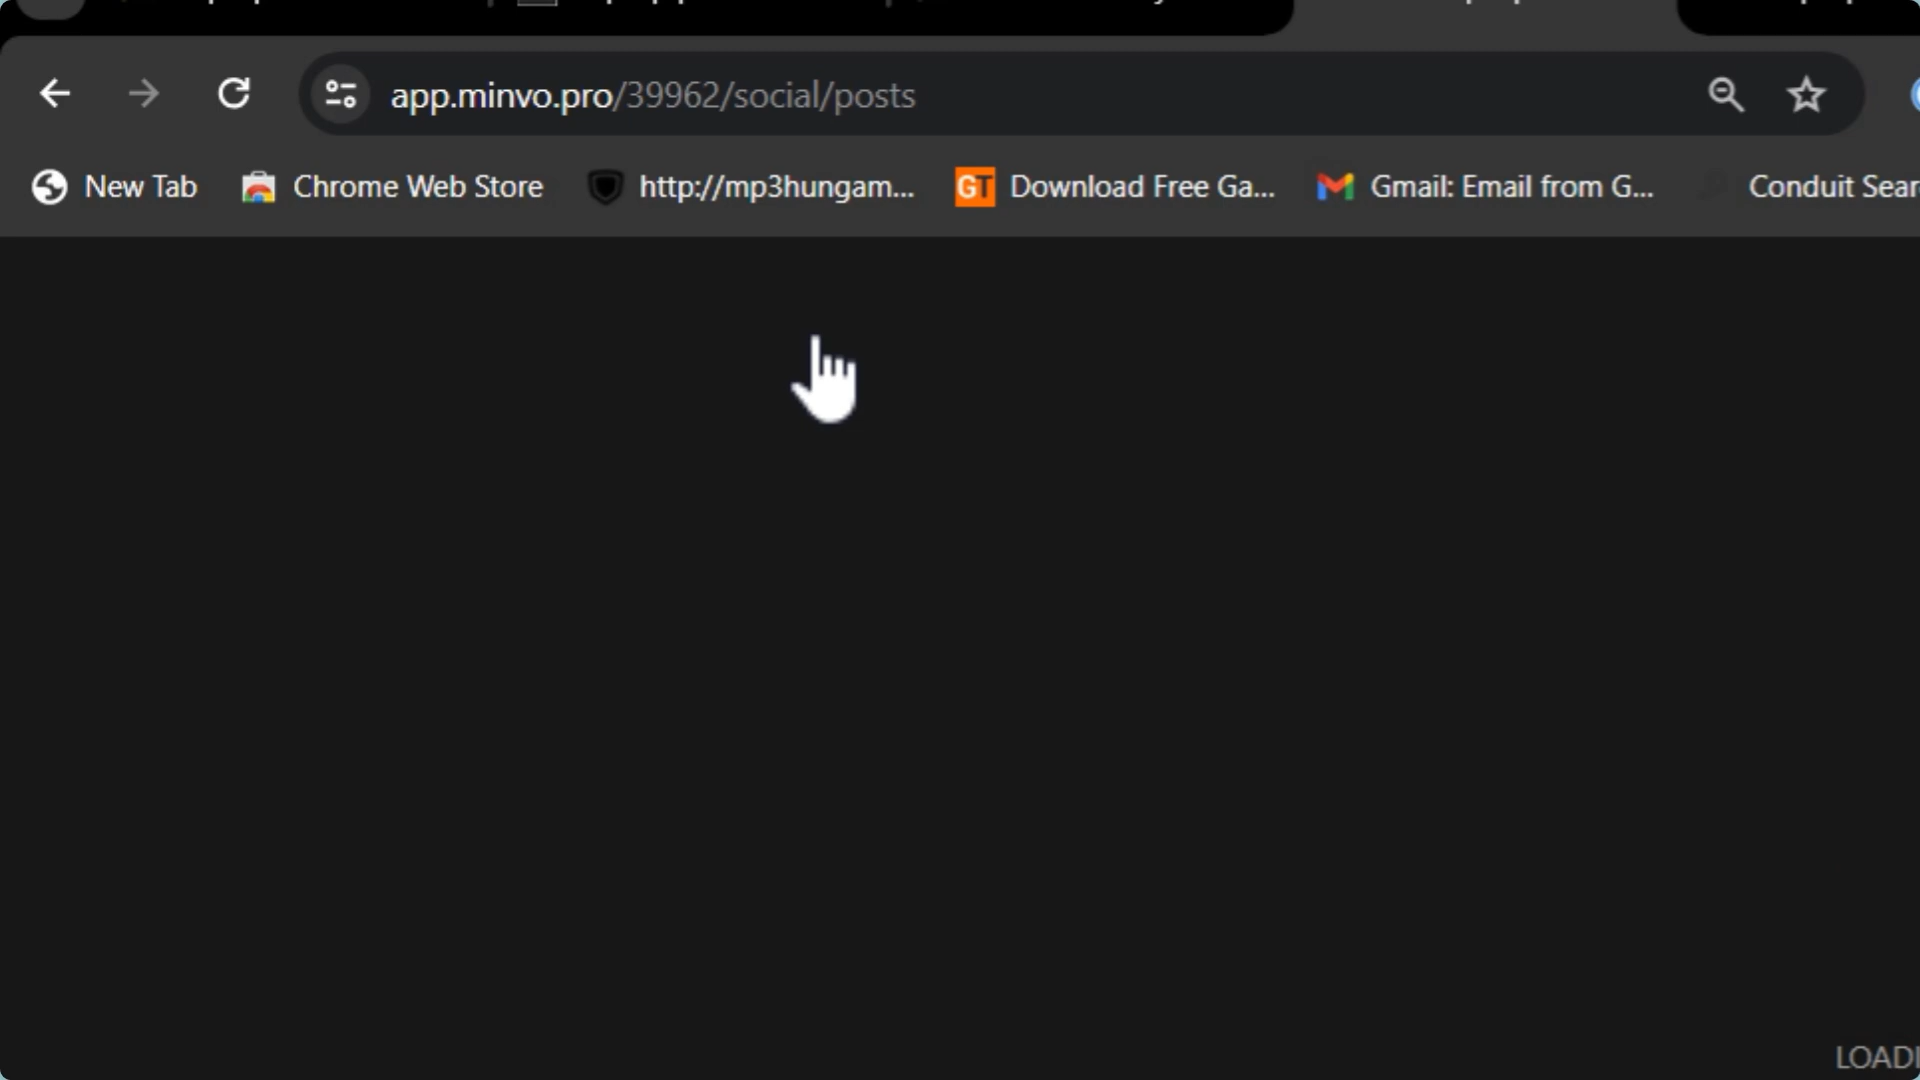 app.minvo.pro/39962/social/posts
New Tab Chrome Web Store http://mp3hungam... GT Download Free Ga... Gmail: Email from G... Conduit Sear
LOADI